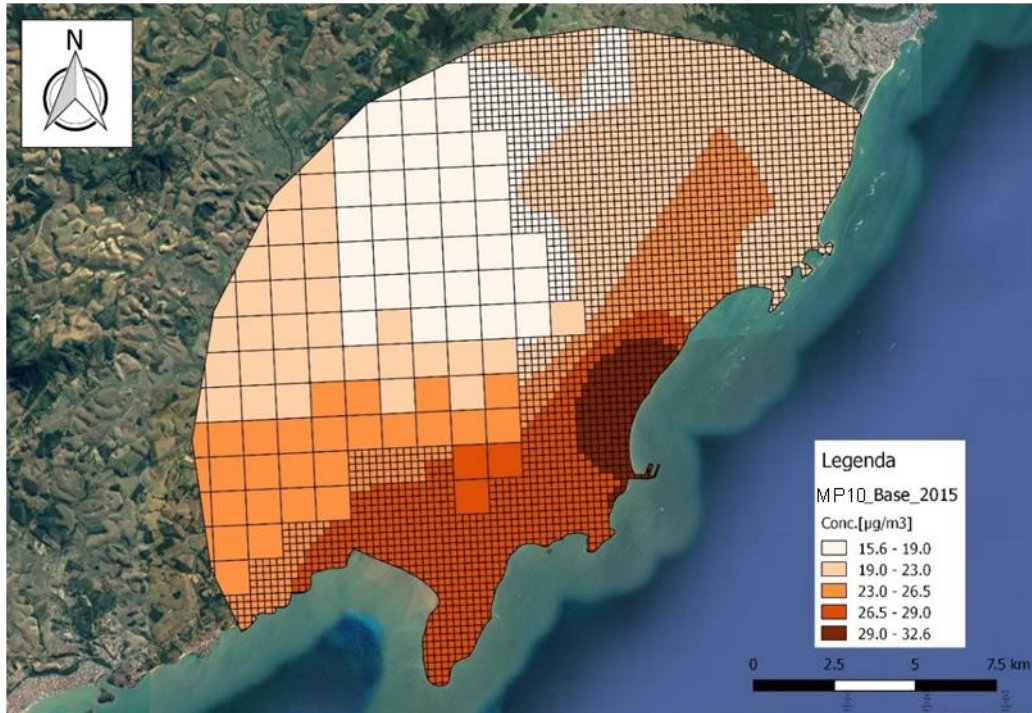 N
Legenda
MP10_Base_2015
Conc.[µg/m3]
15.6 - 19.0
19.0 - 23.0
23.0 - 26.5
26.5 - 29.0
29.0 - 32.6
0 2.5 5 7.5 km